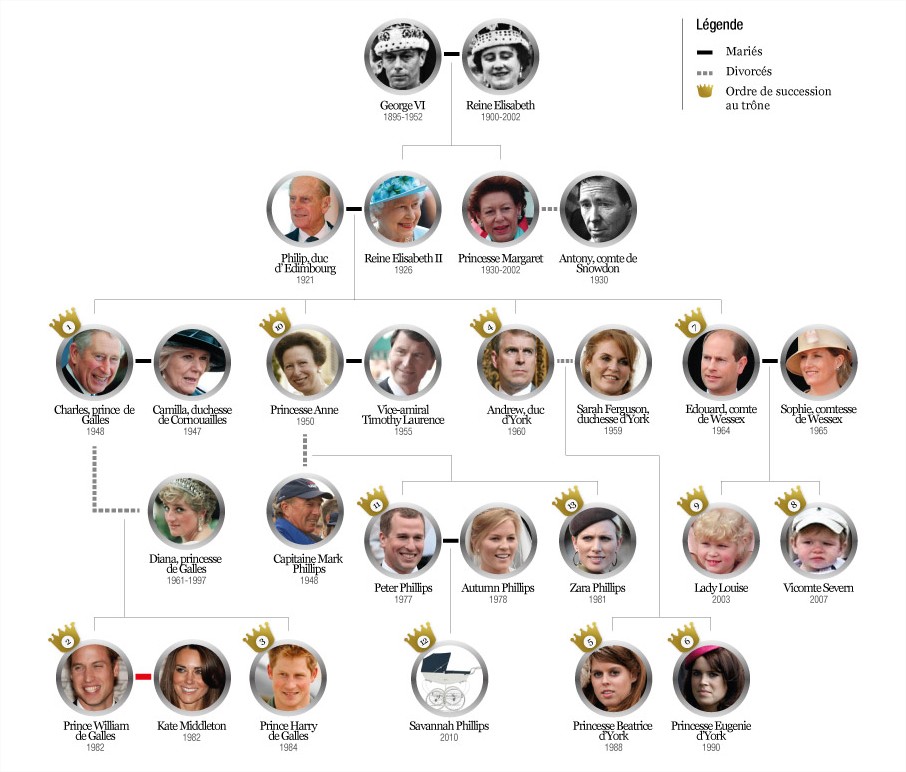 Légende
Mariés
Divorcés
Ordre de succession
au trône
George VI
1895-1952
Reine Elisabeth
1900-2002
Philip, duc
d'Edimbourg
1921
Reine Elisabeth II
1926
Princesse Margaret
1930-2002
Antony, comte de
Snowdon
1930
1
Charles, prince de
Galles
1948
Camilla, duchesse
de Cornouailles
1947
10
Princesse Anne
1950
Vice-amiral
Timothy Laurence
1955
4
Andrew, duc
d'York
1960
Sarah Ferguson,
duchesse d'York
1959
7
Edouard, comte
de Wessex
1964
Sophie, comtesse
de Wessex
1965
Diana, princesse
de Galles
1961-1997
Capitaine Mark
Phillips
1948
11
Peter Phillips
1977
Autumn Phillips
1978
13
Zara Phillips
1981
9
Lady Louise
2003
8
Vicomte Severn
2007
2
Prince William
de Galles
1982
Kate Middleton
1982
3
Prince Harry
de Galles
1984
12
Savannah Phillips
2010
5
Princesse Beatrice
d'York
1988
6
Princesse Eugenie
d'York
1990